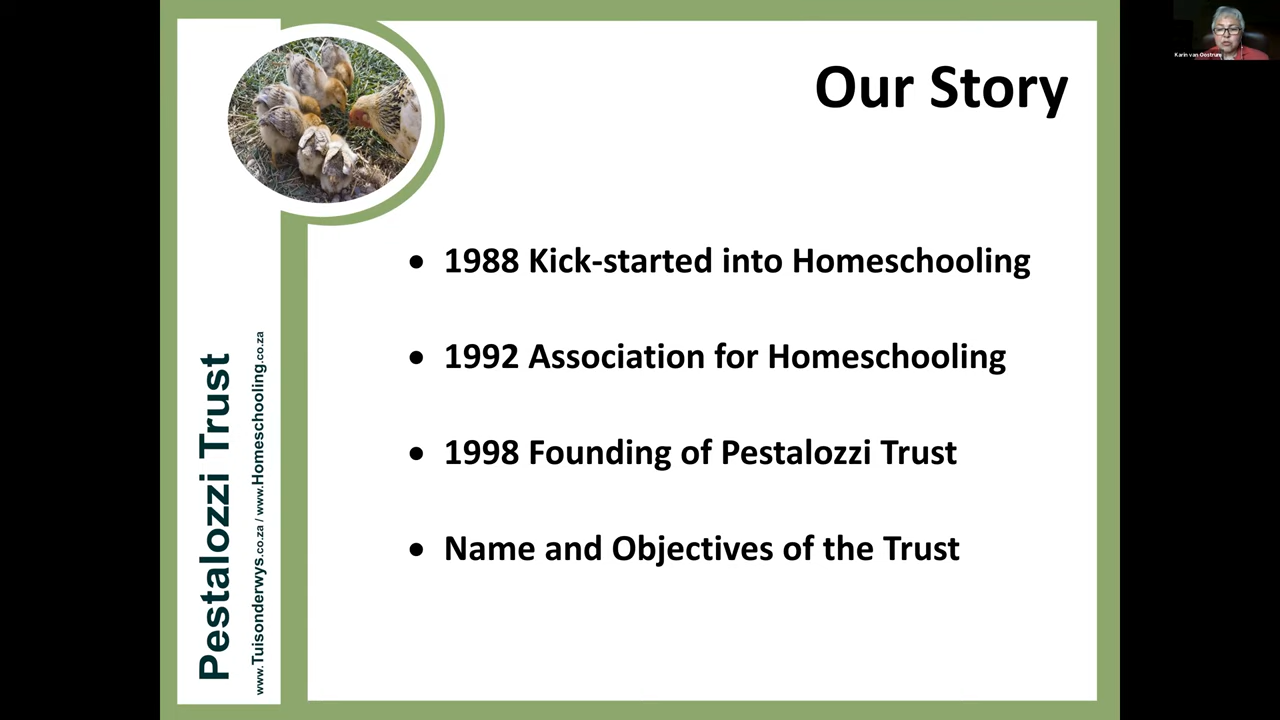 Our Story
• 1988 Kick-started into Homeschooling
• 1992 Association for Homeschooling
• 1998 Founding of Pestalozzi Trust
• Name and Objectives of the Trust
Pestalozzi Trust
www.Tuisonderwys.co.za / www.Homeschooling.co.za
Karin van Oostrum